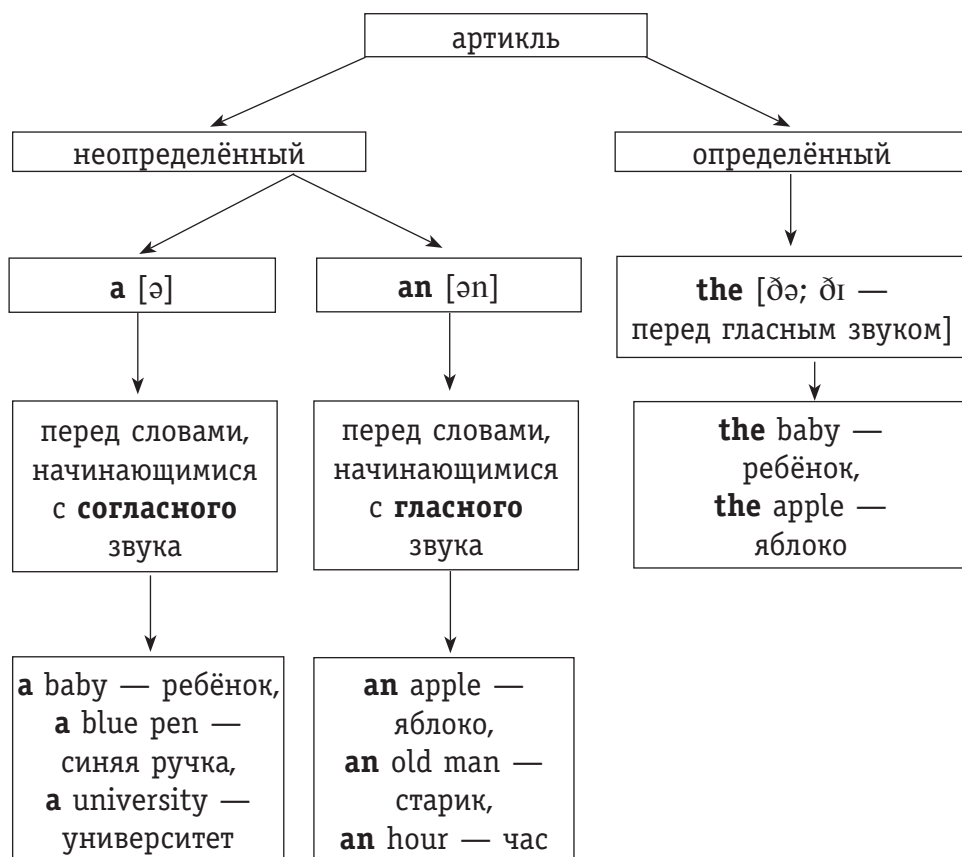 артикль
неопределённый
определённый
a [ə]
an [ən]
the [ðə; ðɪ —
перед гласным звуком]
перед словами,
начинающимися
с согласного
звука
перед словами,
начинающимися
с гласного
звука
the baby —
ребёнок,
the apple —
яблоко
a baby — ребёнок,
a blue pen —
синяя ручка,
a university —
университет
an apple —
яблоко,
an old man —
старик,
an hour — час